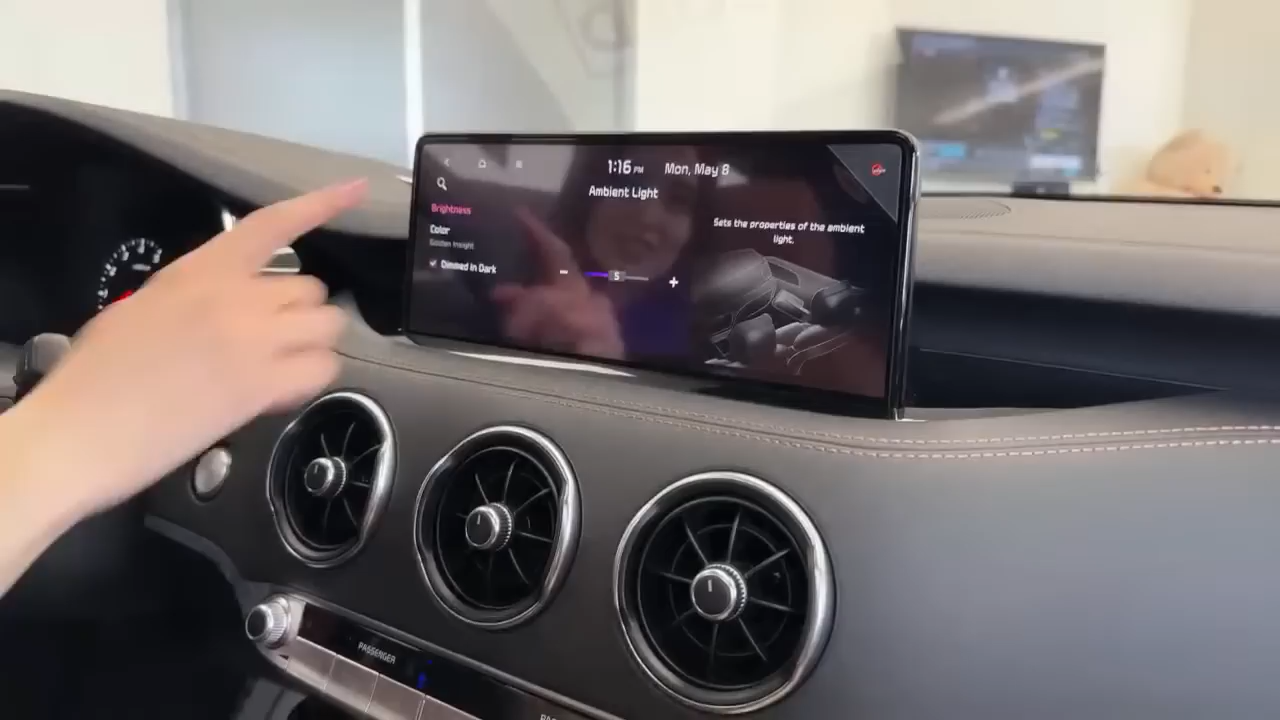 1:16 PM Mon, May 8
Ambient Light
Brightness
Color
Golden Insight
Dimmed in Dark
5
Sets the properties of the ambient
light.
PASSENGER